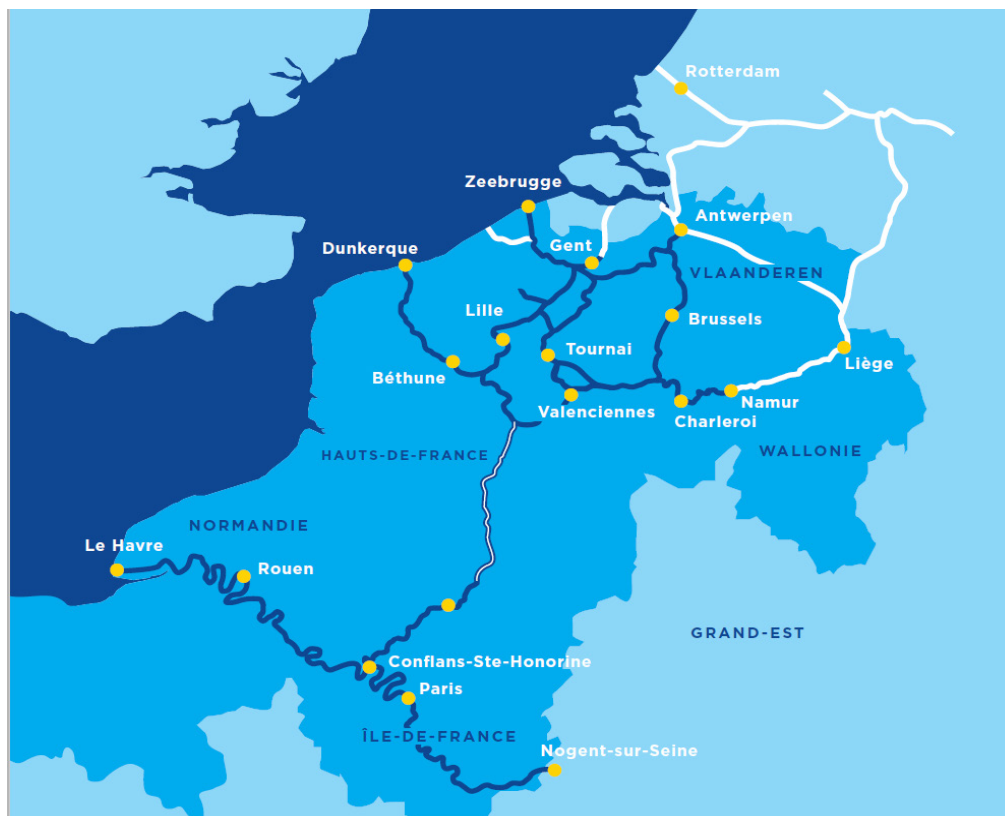 Rotterdam
Zeebrugge
Antwerpen
Dunkerque
Gent
VLAANDEREN
Lille
Brussels
Tournai
Liège
Béthune
Namur
Valenciennes
Charleroi
HAUTS-DE-FRANCE
WALLONIE
NORMANDIE
Le Havre
Rouen
GRAND-EST
Conflans-Ste-Honorine
Paris
ÎLE-DE-FRANCE
Nogent-sur-Seine